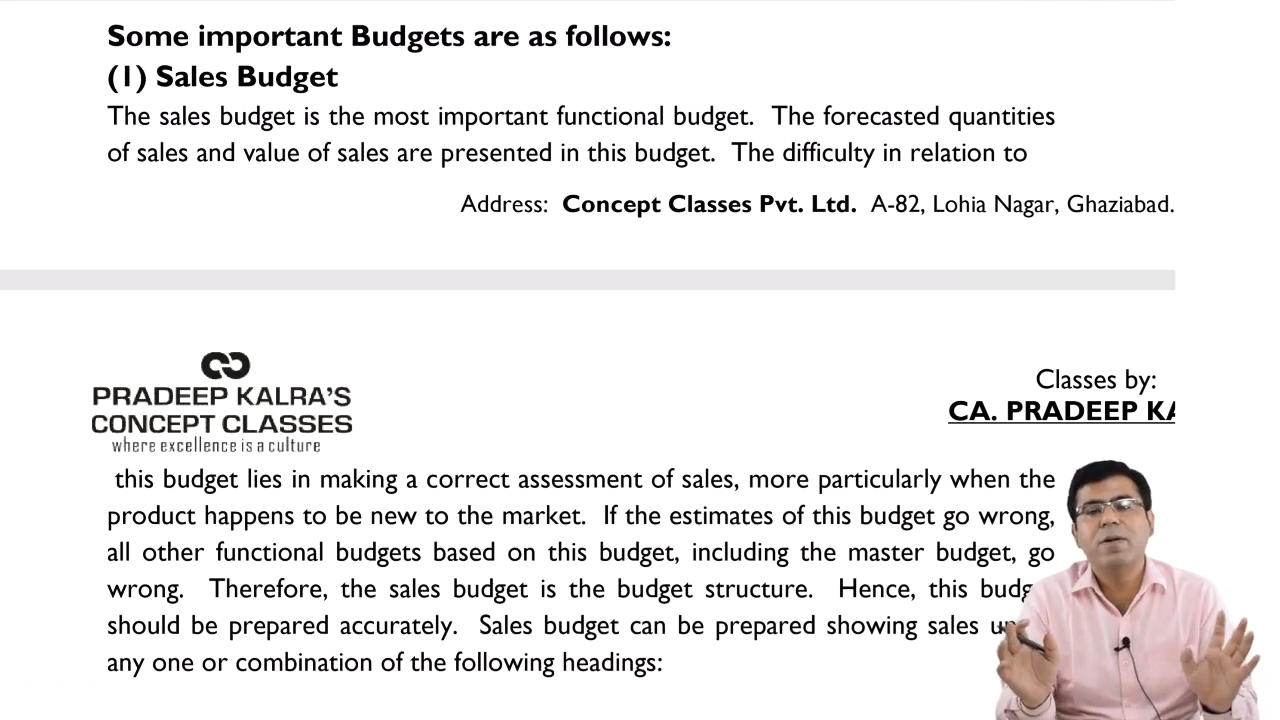 Some important Budgets are as follows:
(1) Sales Budget
The sales budget is the most important functional budget. The forecasted quantities
of sales and value of sales are presented in this budget. The difficulty in relation to
Address: Concept Classes Pvt. Ltd. A-82, Lohia Nagar, Ghaziabad.
PRADEEP KALRA'S
CONCEPT CLASSES
where excellence is a culture
Classes by:
CA. PRADEEP
this budget lies in making a correct assessment of sales, more particularly when the
product happens to be new to the market. If the estimates of this budget go wrong,
all other functional budgets based on this budget, including the master budget, go
wrong. Therefore, the sales budget is the budget structure. Hence, this
should be prepared accurately. Sales budget can be prepared showing sales
any one or combination of the following headings: